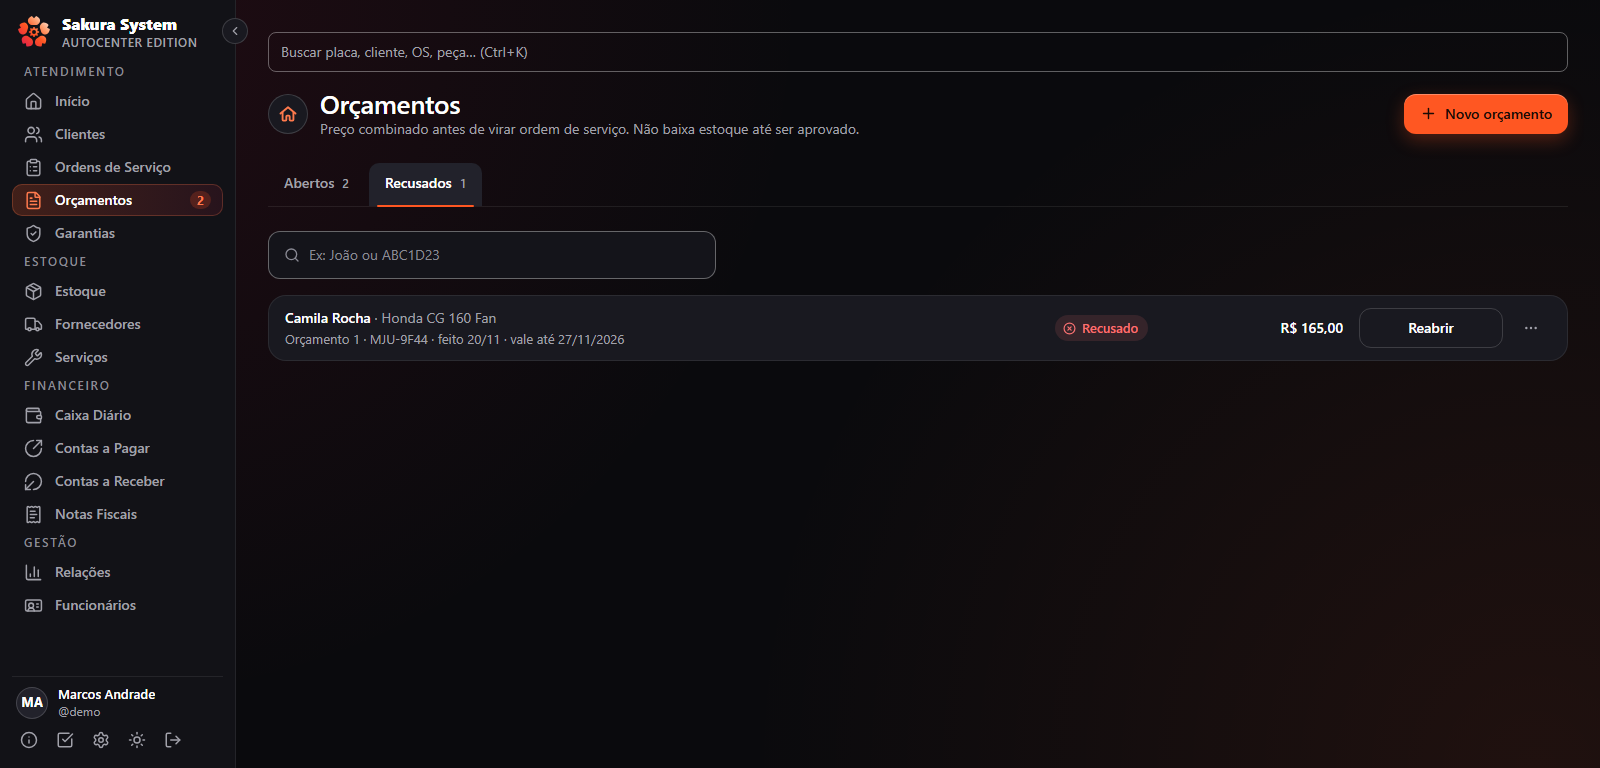 Sakura System
AUTOCENTER EDITION
ATENDIMENTO
Início
Clientes
Ordens de Serviço
Orçamentos 2
Garantias
ESTOQUE
Estoque
Fornecedores
Serviços
FINANCEIRO
Caixa Diário
Contas a Pagar
Contas a Receber
Notas Fiscais
GESTÃO
Relações
Funcionários
MA
Marcos Andrade
@demo
Buscar placa, cliente, OS, peça... (Ctrl+K)
Orçamentos
Preço combinado antes de virar ordem de serviço. Não baixa estoque até ser aprovado.
Novo orçamento
Abertos 2
Recusados 1
Ex: João ou ABC1D23
Camila Rocha · Honda CG 160 Fan
Orçamento 1 · MJU-9F44 · feito 20/11 · vale até 27/11/2026
Recusado
R$ 165,00
Reabrir